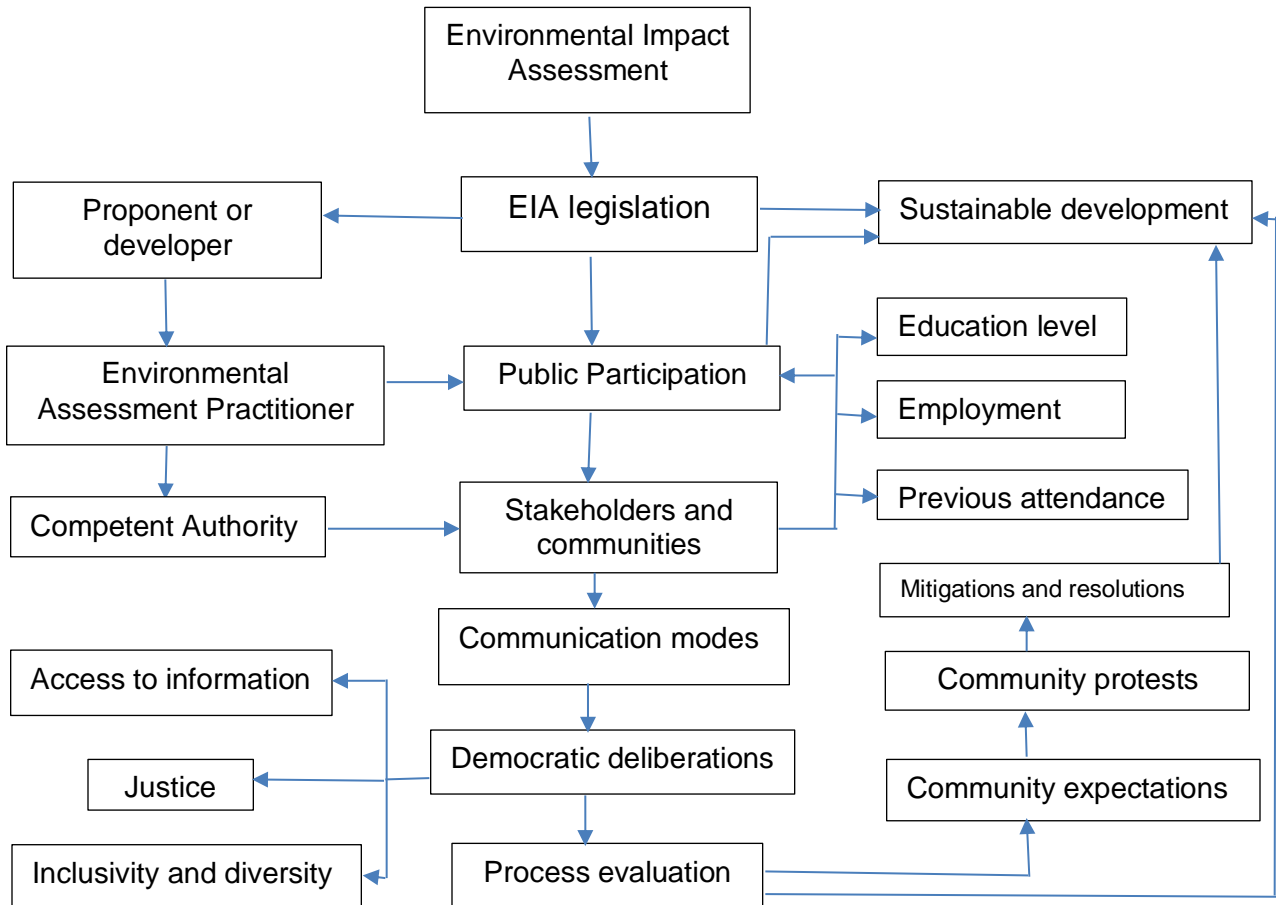 Environmental Impact
Assessment
Proponent or
developer
EIA legislation
Sustainable development
Environmental
Assessment Practitioner
Public Participation
Education level
Employment
Previous attendance
Competent Authority
Stakeholders and
communities
Mitigations and resolutions
Communication modes
Access to information
Community protests
Democratic deliberations
Justice
Community expectations
Inclusivity and diversity
Process evaluation